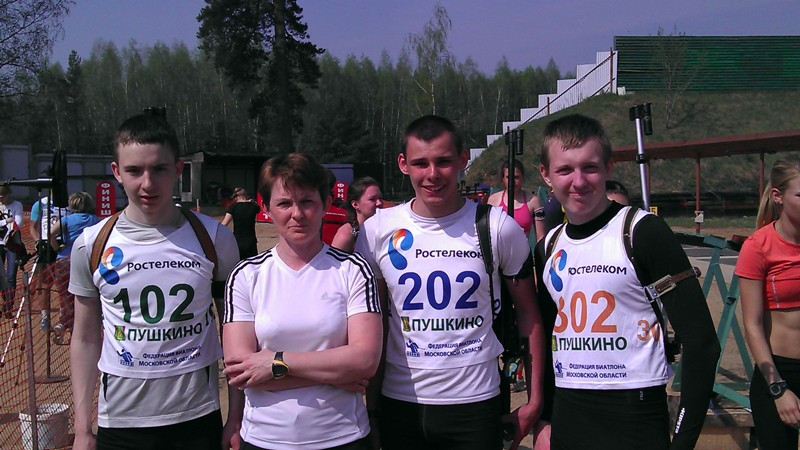 ФИНИШ
Ростелеком
102
ПУШКИНО
Федерация биатлона
Московской области
Ростелеком
202
ПУШКИНО
Федерация биатлона
Московской области
Ростелеком
302
ПУШКИНО
Федерация биатлона
Московской области